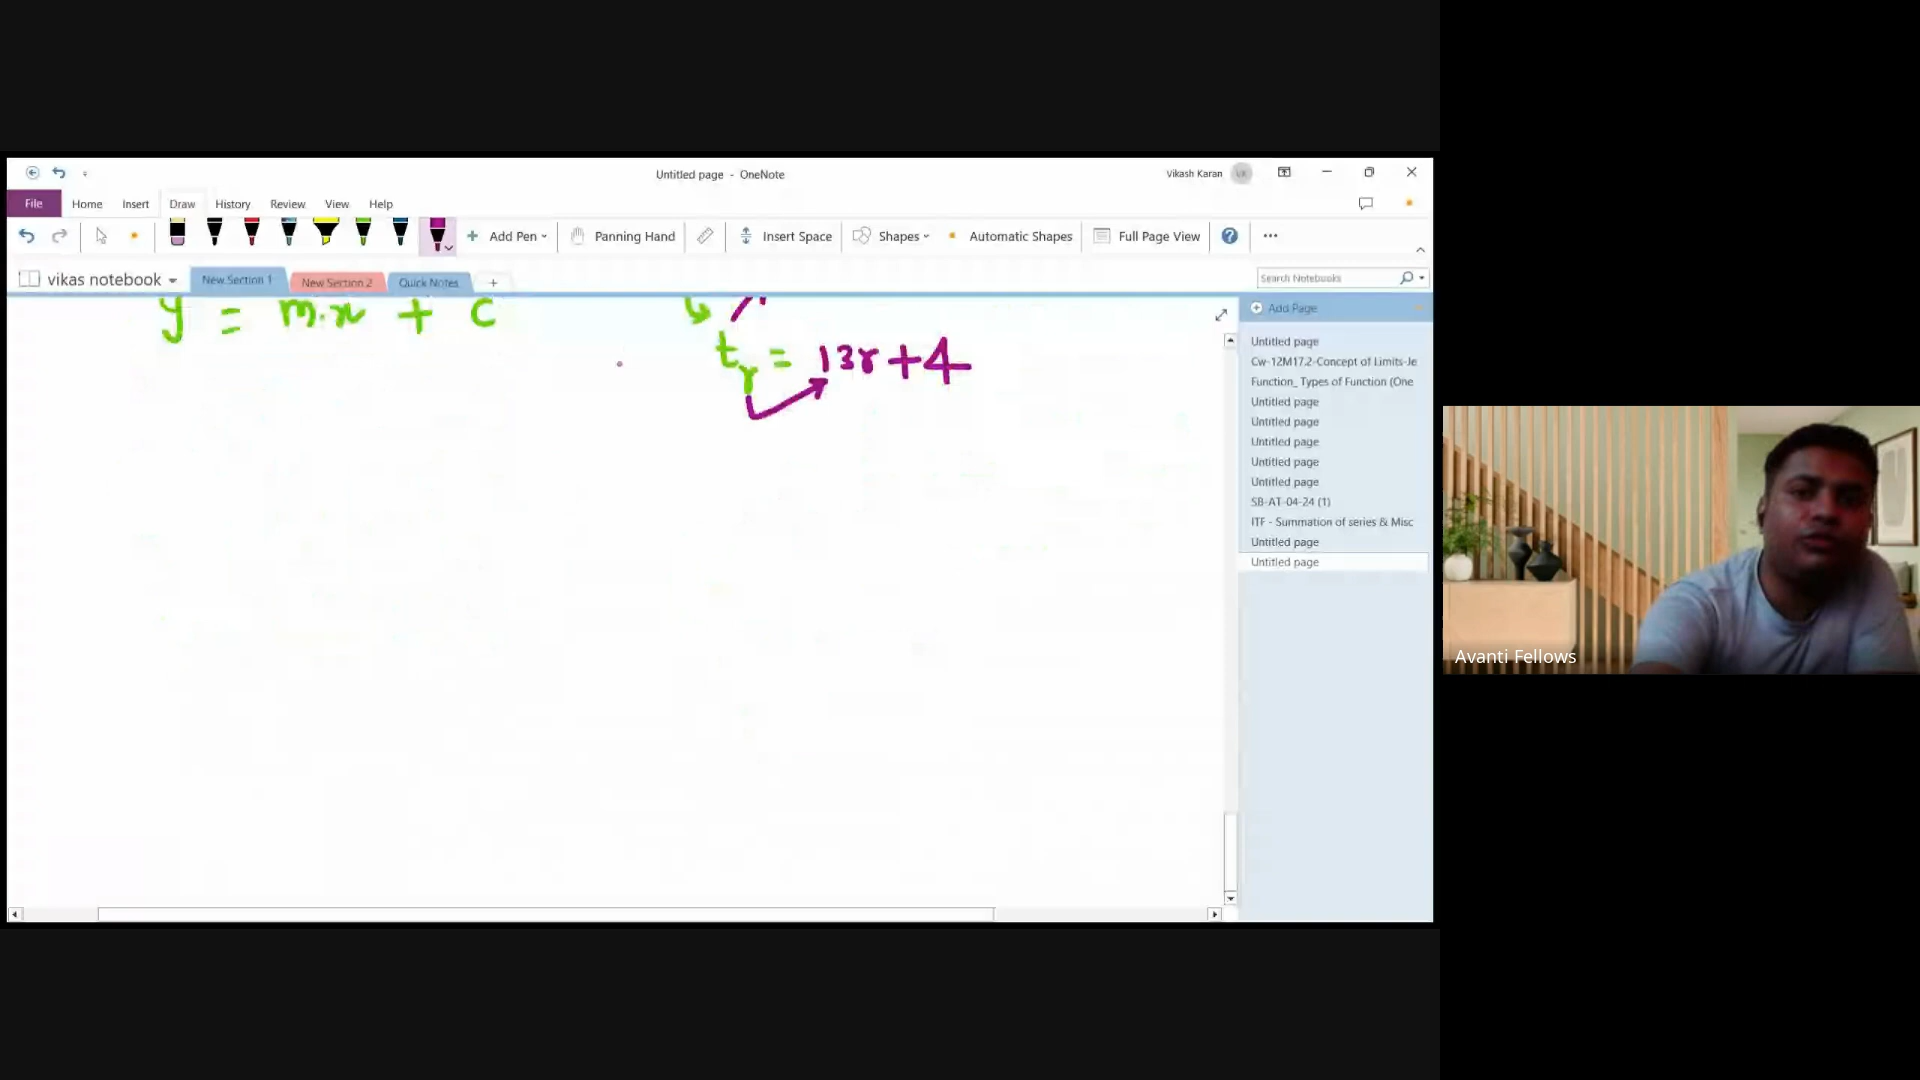 Untitled page - OneNote
Vikash Karan
VK
File Home Insert Draw History Review View Help
Add Pen Panning Hand Insert Space Shapes Automatic Shapes Full Page View
vikas notebook New Section 1 New Section 2 Quick Notes
Search Notebooks
y = m.x + c
t_r = 13r+4
Add Page
Untitled page
Cw-12M17.2-Concept of Limits-Je
Function_ Types of Function (One
Untitled page
Untitled page
Untitled page
Untitled page
Untitled page
SB-AT-04-24 (1)
ITF - Summation of series & Misc
Untitled page
Untitled page
Avanti Fellows